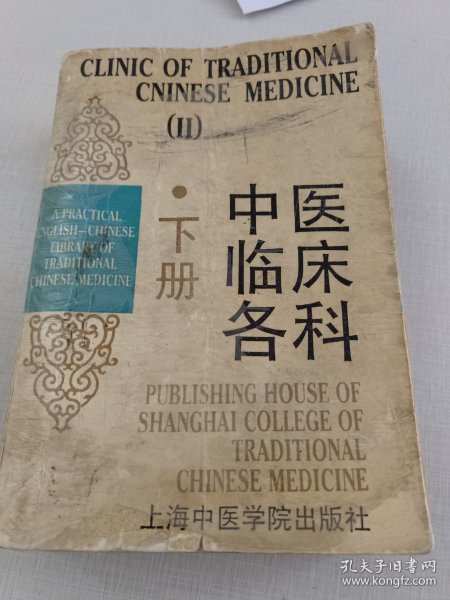 CLINIC OF TRADITIONAL
CNINESE MEDICINE
(II)
A PRACTICAL
ENGLISH—CHINESE
LIBRARY OF
TRADITIONAL
CHINESE MEDICINE
·下册
中医
临床
各科
PUBLISHING HOUSE OF
SHANGHAI COLLEGE OF
TRADITIONAL
CHINESE MEDICINE
上海中医学院出版社
孔夫子旧书网
www.kongfz.com